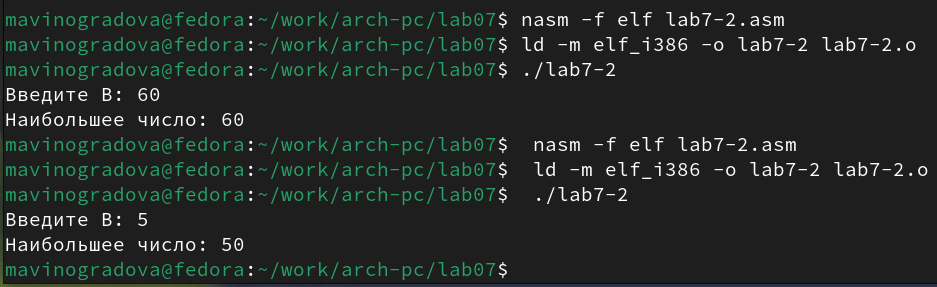 mavinogradova@fedora:~/work/arch-pc/lab07$ nasm -f elf lab7-2.asm
mavinogradova@fedora:~/work/arch-pc/lab07$ ld -m elf_i386 -o lab7-2 lab7-2.o
mavinogradova@fedora:~/work/arch-pc/lab07$ ./lab7-2
Введите В: 60
Наибольшее число: 60
mavinogradova@fedora:~/work/arch-pc/lab07$  nasm -f elf lab7-2.asm
mavinogradova@fedora:~/work/arch-pc/lab07$  ld -m elf_i386 -o lab7-2 lab7-2.o
mavinogradova@fedora:~/work/arch-pc/lab07$  ./lab7-2
Введите В: 5
Наибольшее число: 50
mavinogradova@fedora:~/work/arch-pc/lab07$